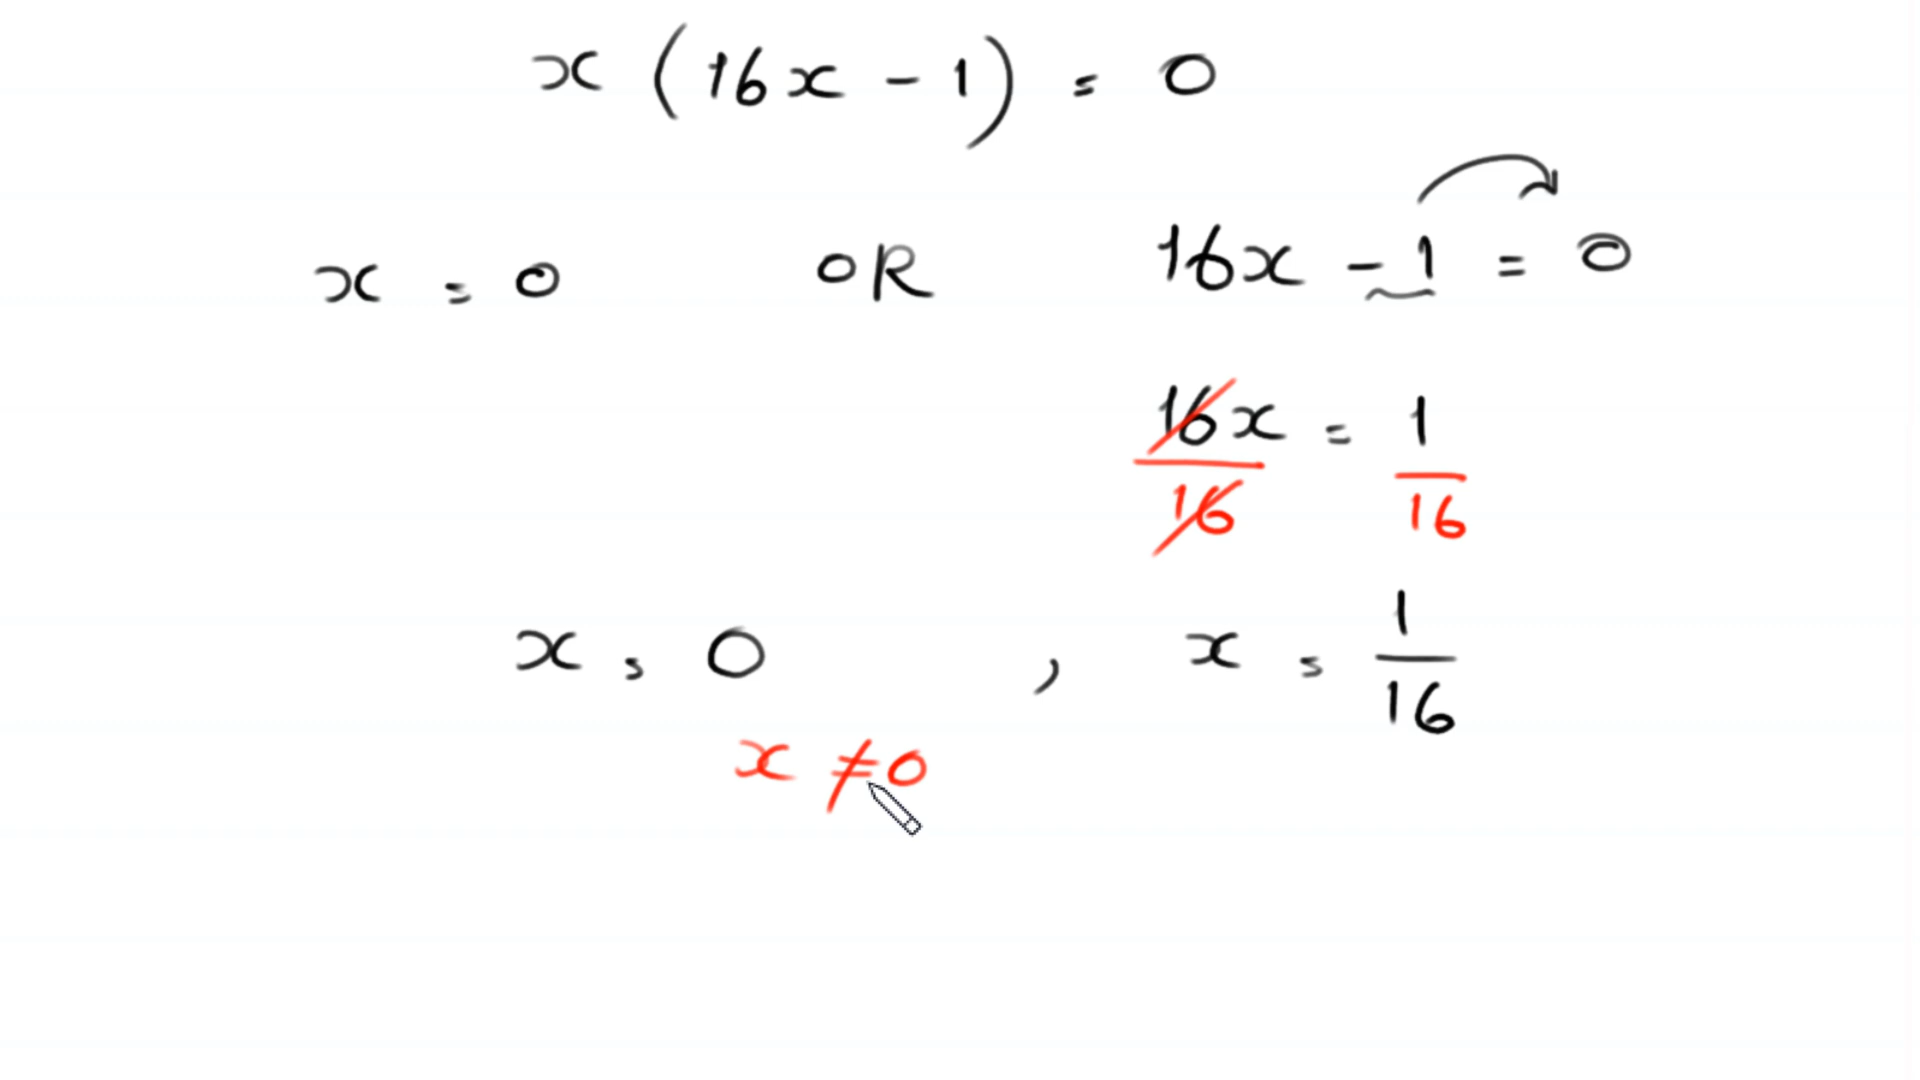 x (16x - 1) = 0
x = 0 OR 16x - 1 = 0
16x/16 = 1/16
x = 0 , x = 1/16
x ≠ 0